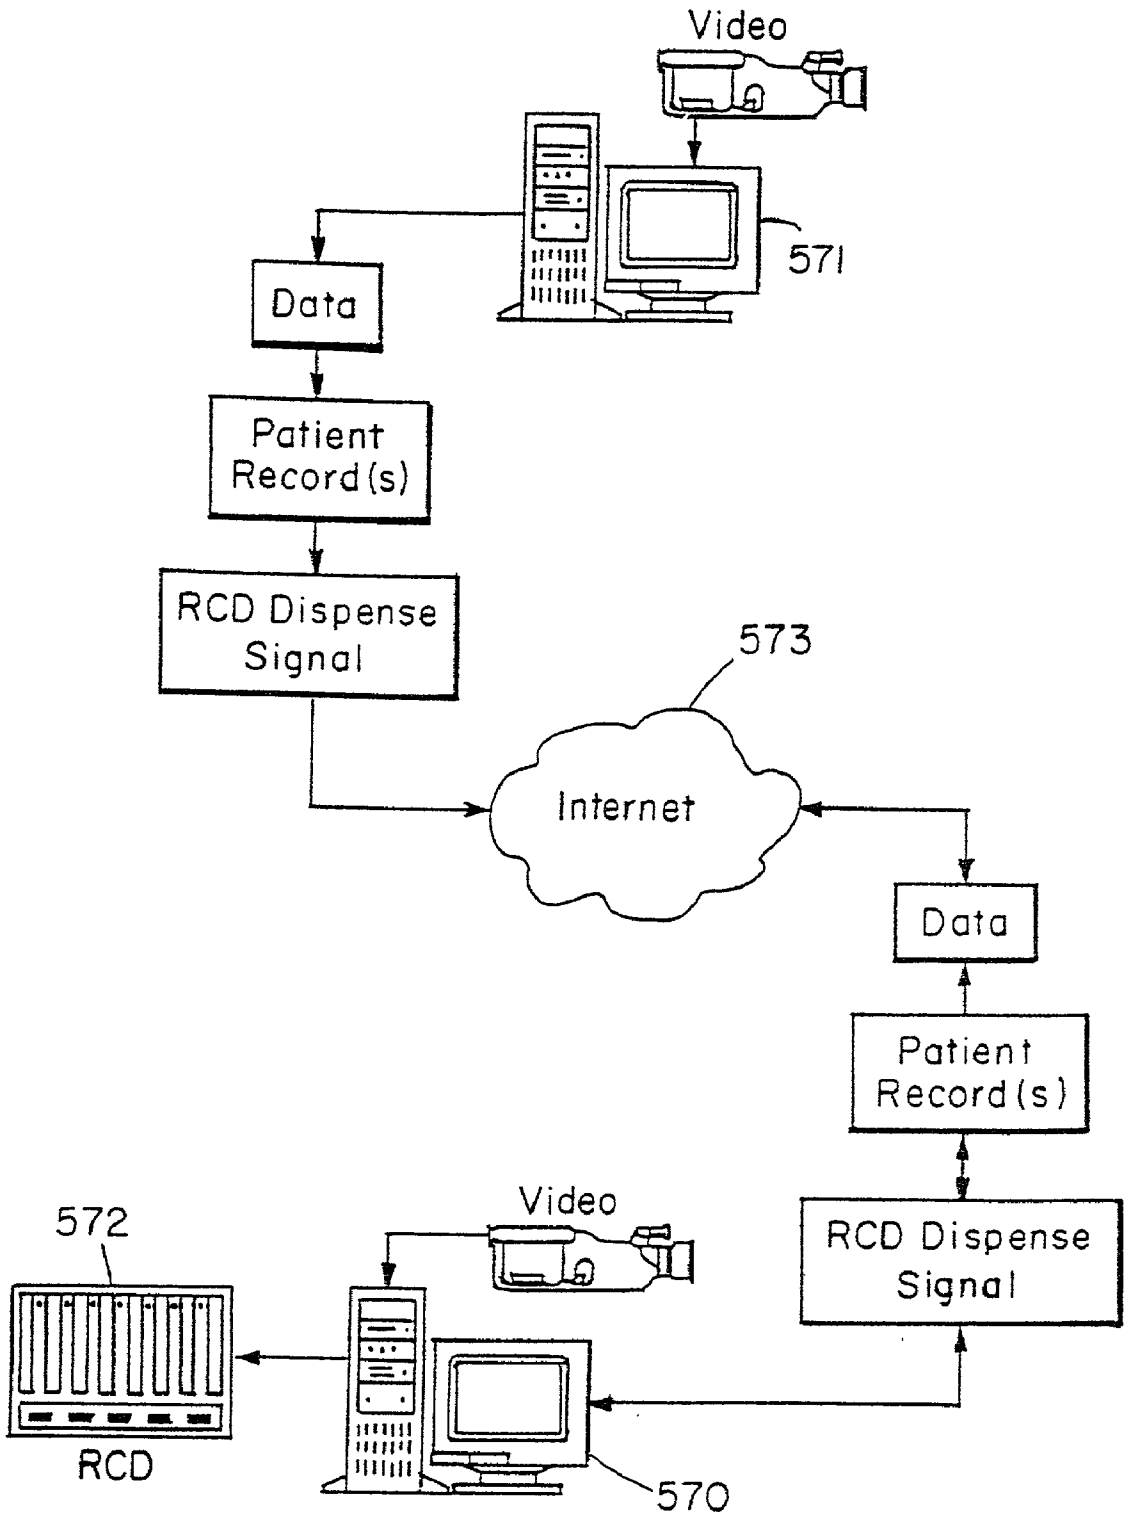 Video
571
Data
Patient
Record(s)
RCD Dispense
Signal
573
Internet
Data
Patient
Record(s)
RCD Dispense
Signal
Video
572
RCD
570